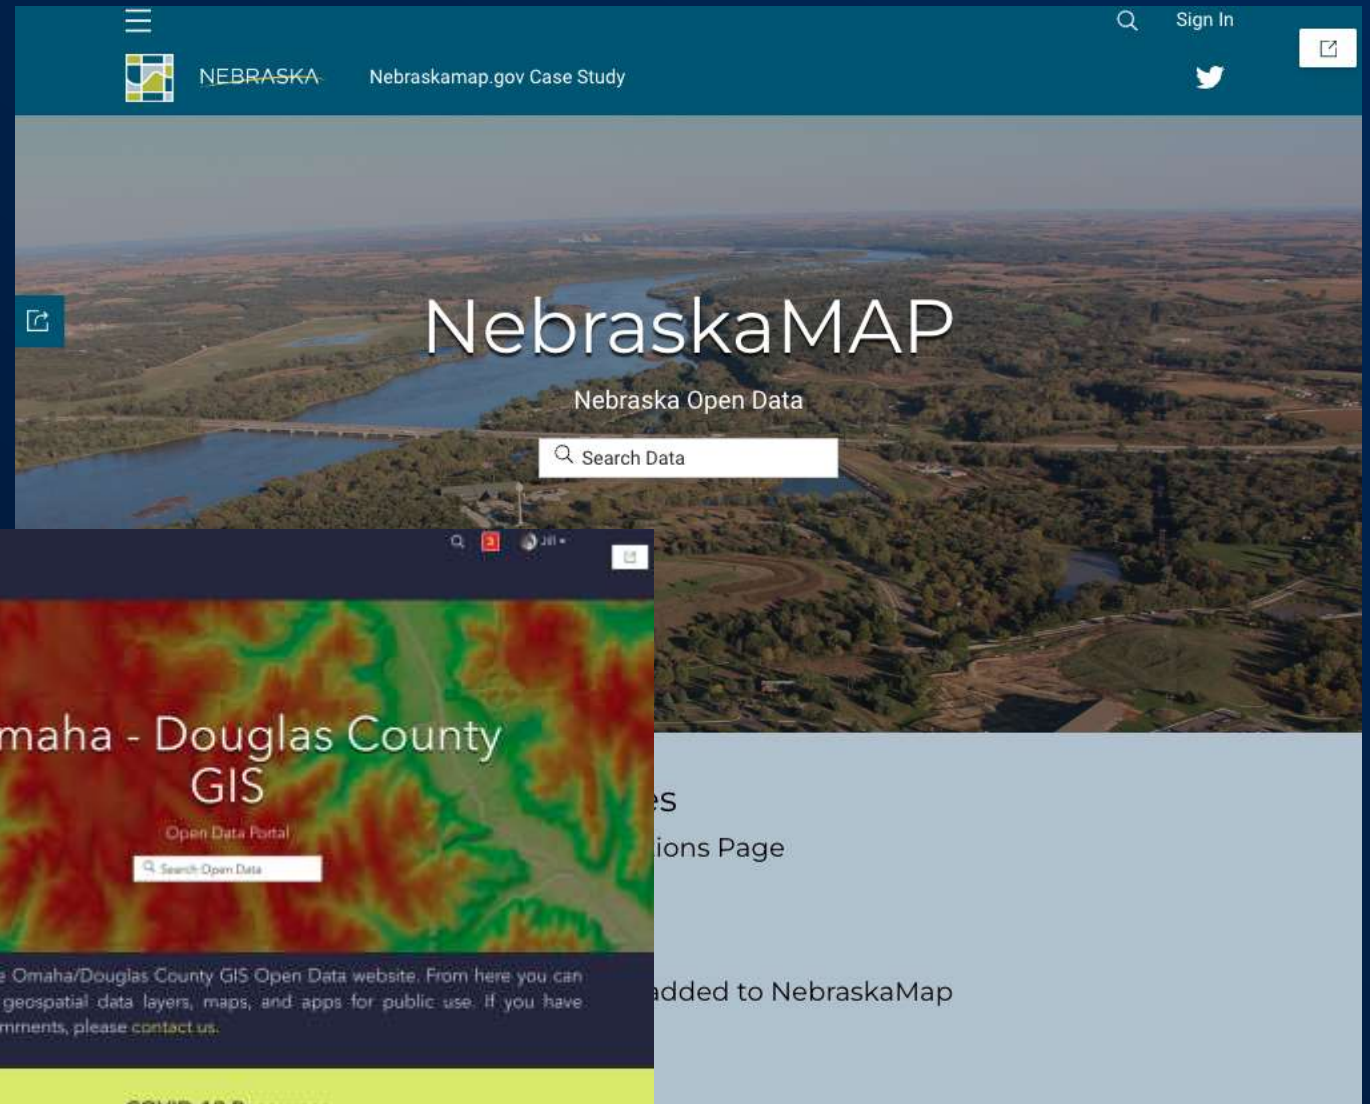 Sign In
NEBRASKA
Nebraskamap.gov Case Study
NebraskaMAP
Nebraska Open Data
Search Data
3
Jill
maha - Douglas County
GIS
Open Data Portal
Search Open Data
es
ions Page
e Omaha/Douglas County GIS Open Data website. From here you can
geospatial data layers, maps, and apps for public use. If you have
mments, please contact us.
added to NebraskaMap